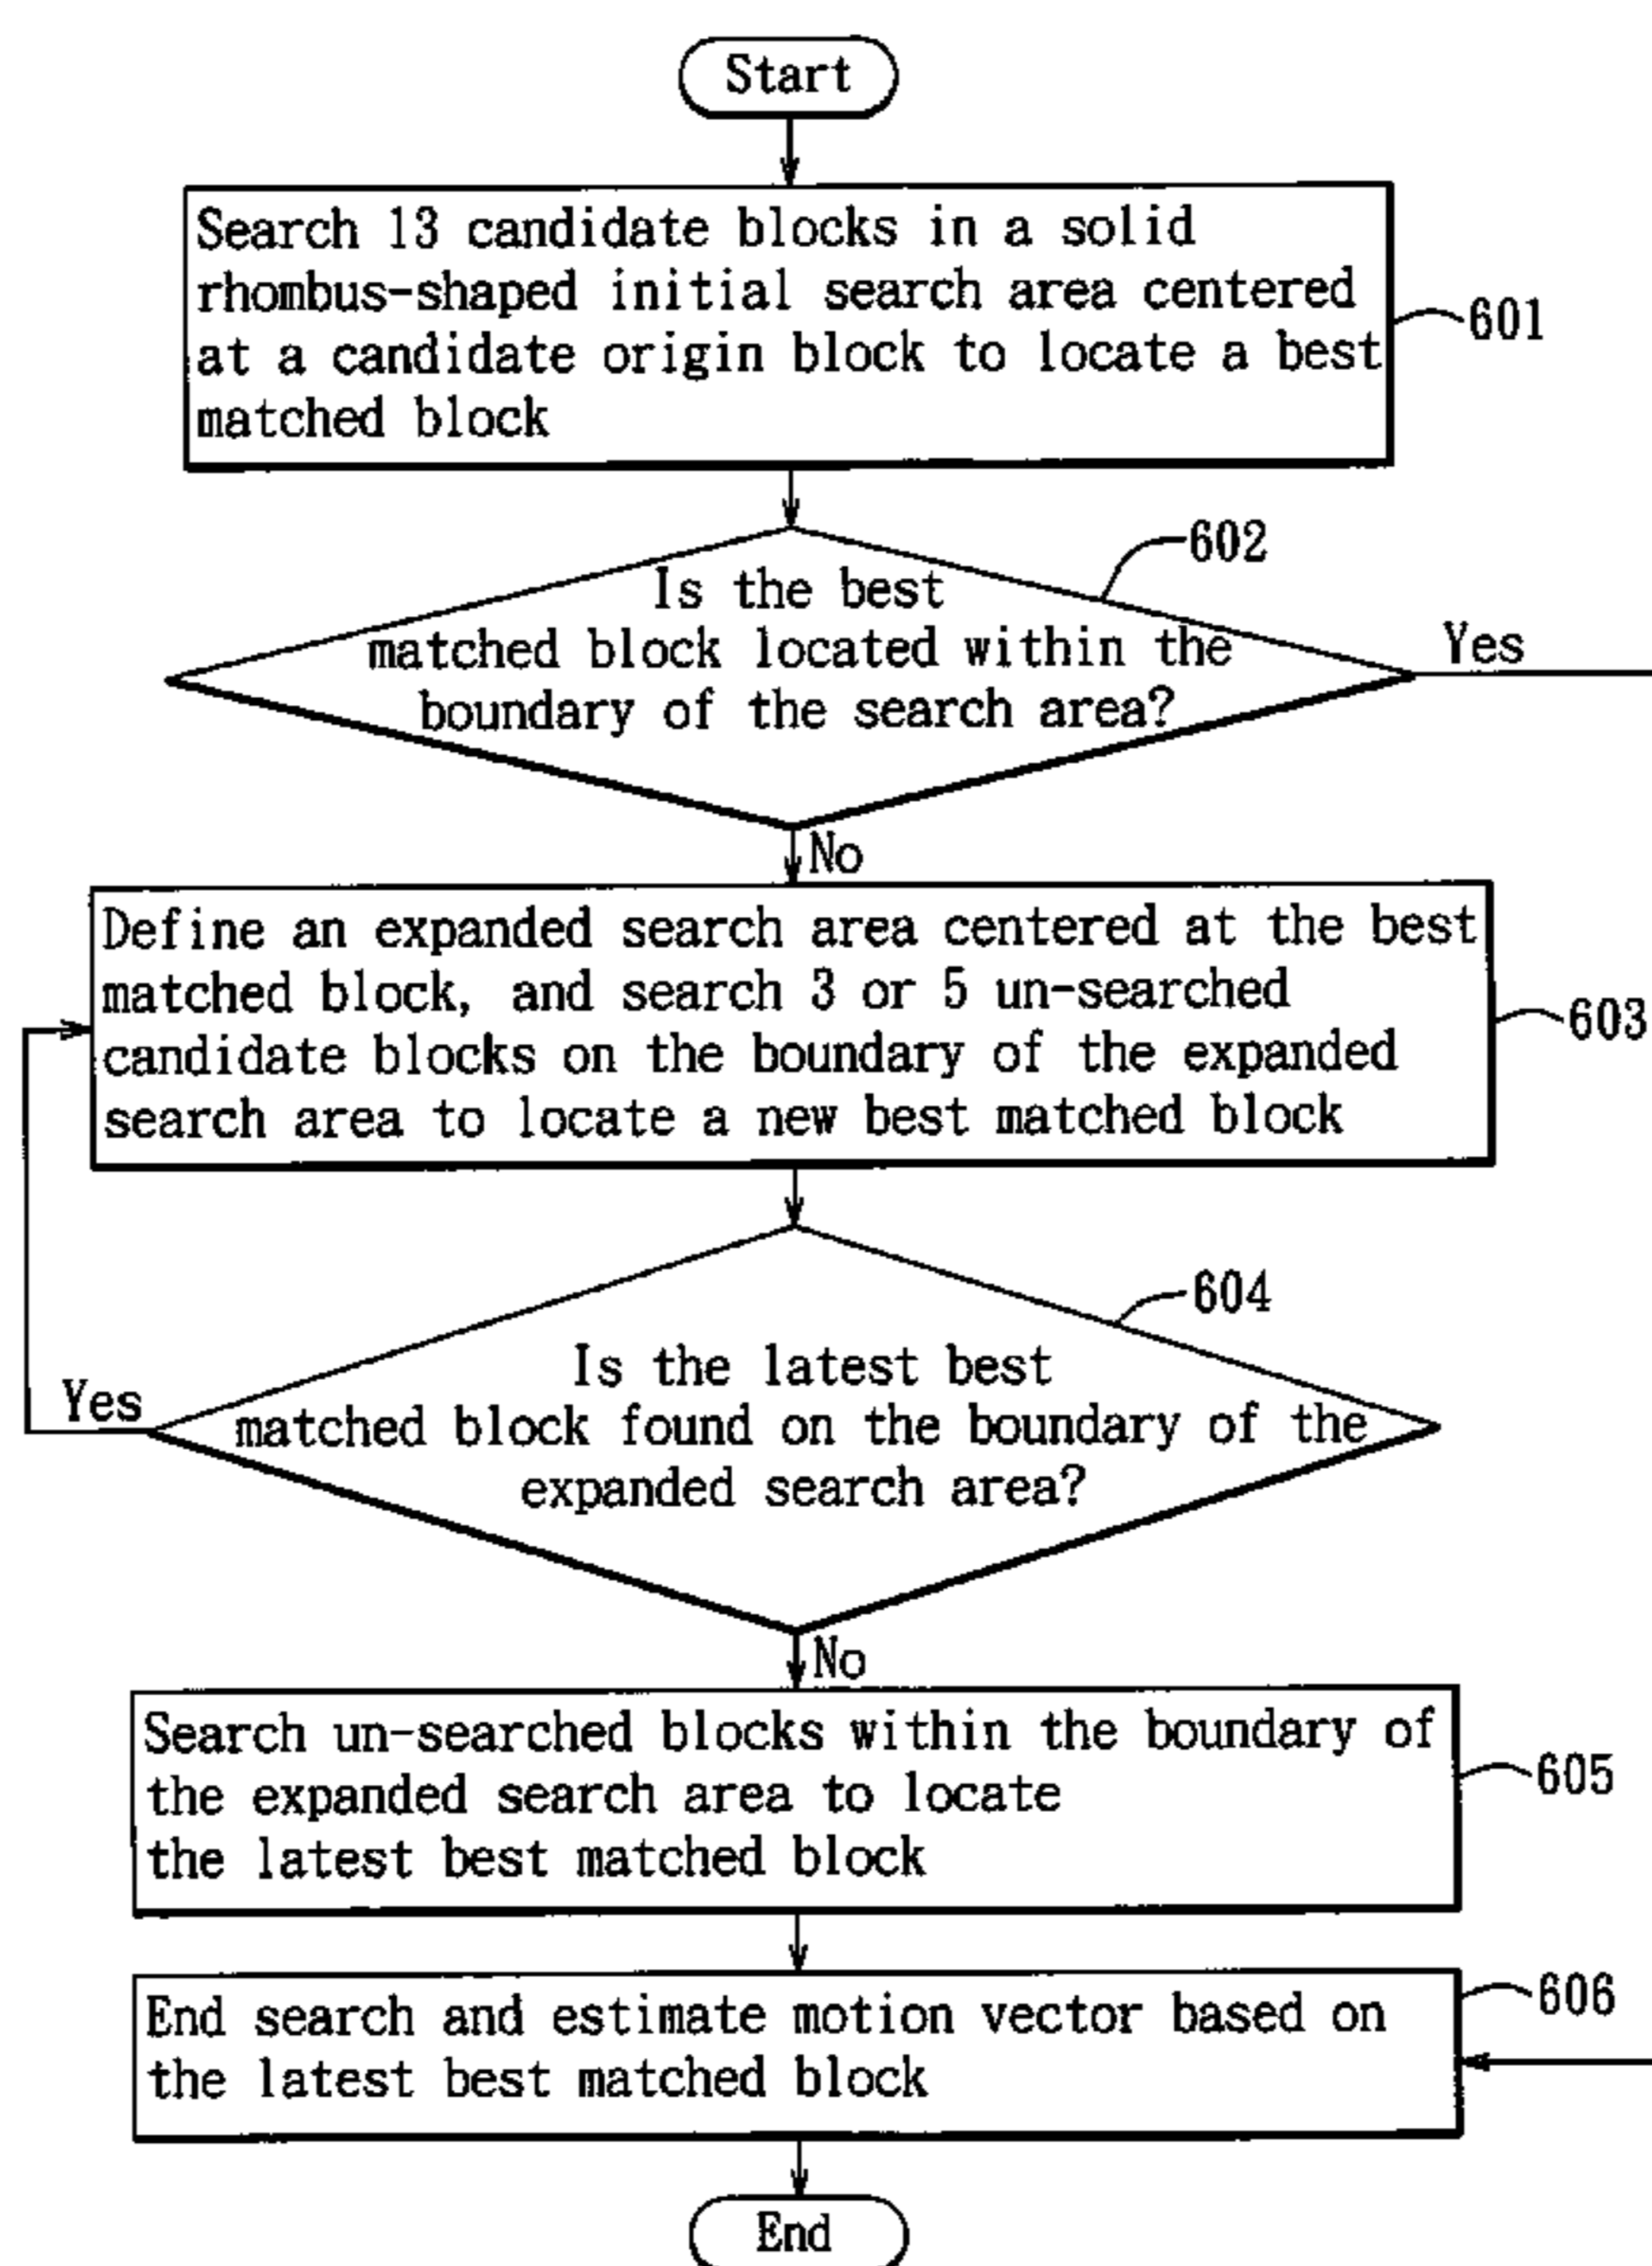 Start
Search 13 candidate blocks in a solid
rhombus-shaped initial search area centered
at a candidate origin block to locate a best
matched block
601
602
Is the best
matched block located within the
boundary of the search area?
Yes
No
Define an expanded search area centered at the best
matched block, and search 3 or 5 un-searched
candidate blocks on the boundary of the expanded
search area to locate a new best matched block
603
604
Is the latest best
matched block found on the boundary of the
expanded search area?
Yes
No
Search un-searched blocks within the boundary of
the expanded search area to locate
the latest best matched block
605
End search and estimate motion vector based on
the latest best matched block
606
End